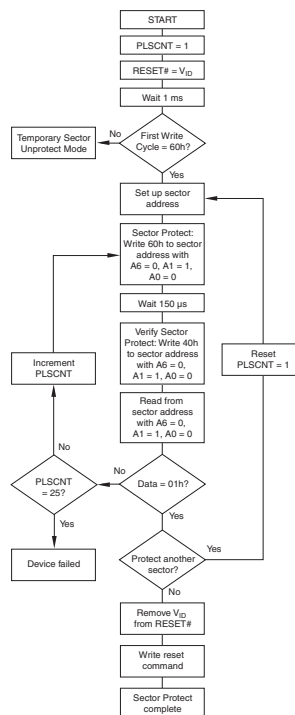 START
PLSCNT = 1
RESET# = VID
Wait 1 ms
No
Temporary Sector
Unprotect Mode
First Write
Cycle = 60h?
Yes
Set up sector
address
Sector Protect:
Write 60h to sector
address with
A6 = 0, A1 = 1,
A0 = 0
Wait 150 µs
Verify Sector
Protect: Write 40h
to sector address
with A6 = 0,
A1 = 1, A0 = 0
Increment
PLSCNT
Reset
PLSCNT = 1
Read from
sector address
with A6 = 0,
A1 = 1, A0 = 0
No
No
PLSCNT
= 25?
Data = 01h?
Yes
Yes
Device failed
Protect another
sector?
Yes
No
Remove VID
from RESET#
Write reset
command
Sector Protect
complete